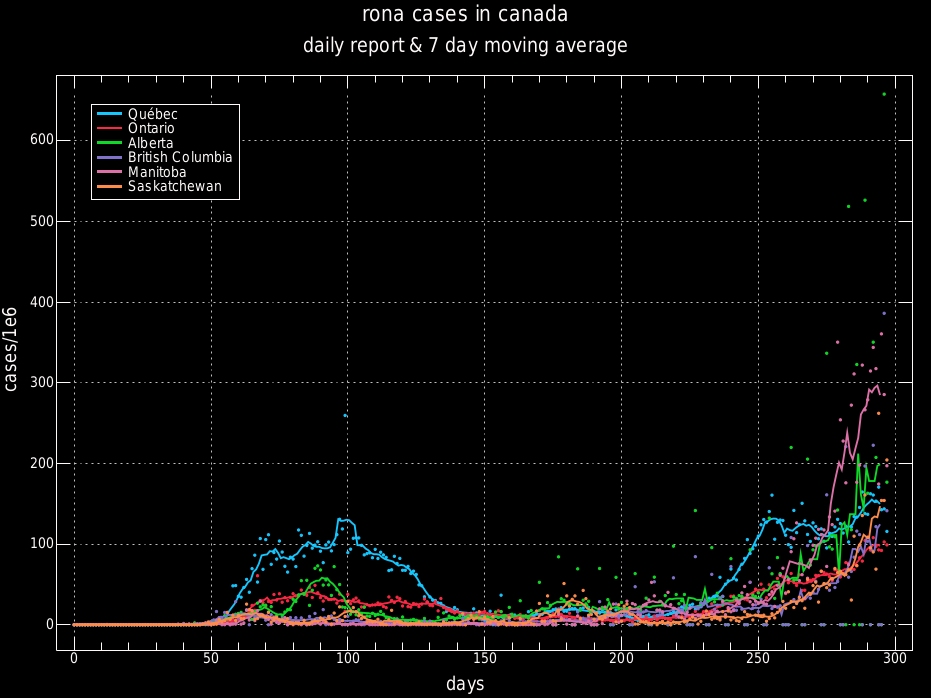 rona cases in canada
daily report & 7 day moving average
Québec
Ontario
Alberta
British Columbia
Manitoba
Saskatchewan
600
500
400
300
200
100
0
cases/1e6
0 50 100 150 200 250 300
days